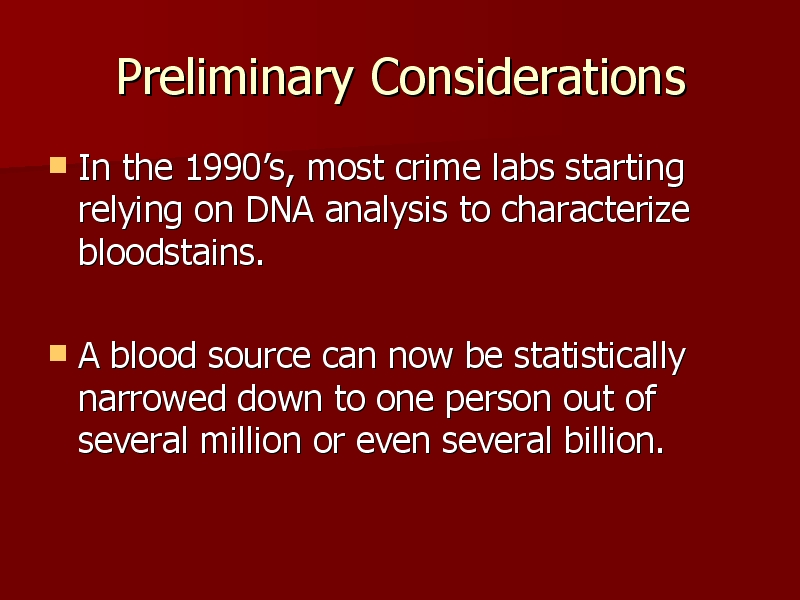 Preliminary Considerations
In the 1990’s, most crime labs starting
relying on DNA analysis to characterize
bloodstains.
A blood source can now be statistically
narrowed down to one person out of
several million or even several billion.